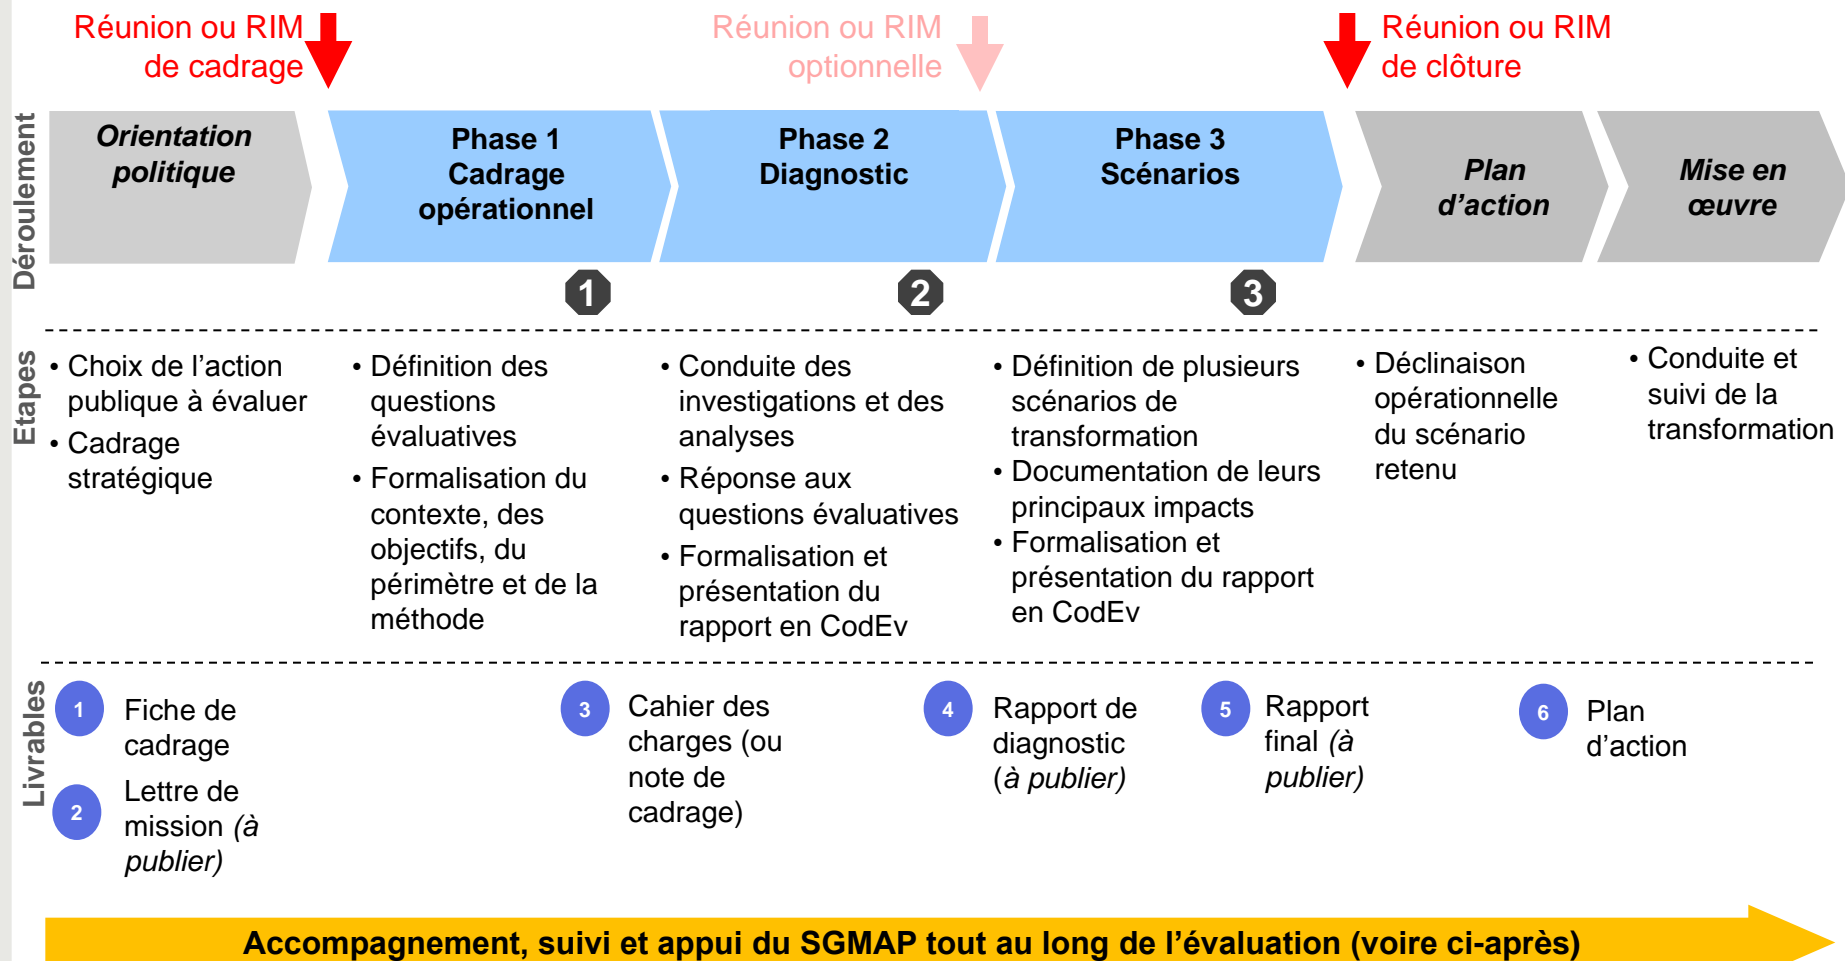 Réunion ou RIM
de cadrage
Réunion ou RIM
optionnelle
Réunion ou RIM
de clôture
Déroulement
Orientation
politique
Phase 1
Cadrage
opérationnel
Phase 2
Diagnostic
Phase 3
Scénarios
Plan
d’action
Mise en
œuvre
1
2
3
Etapes
• Choix de l’action
publique à évaluer
• Cadrage
stratégique
• Définition des
questions
évaluatives
• Formalisation du
contexte, des
objectifs, du
périmètre et de la
méthode
• Conduite des
investigations et des
analyses
• Réponse aux
questions évaluatives
• Formalisation et
présentation du
rapport en CodEv
• Définition de plusieurs
scénarios de
transformation
• Documentation de leurs
principaux impacts
• Formalisation et
présentation du rapport
en CodEv
• Déclinaison
opérationnelle
du scénario
retenu
• Conduite et
suivi de la
transformation
Livrables
1
Fiche de
cadrage
2
Lettre de
mission (à
publier)
3
Cahier des
charges (ou
note de
cadrage)
4
Rapport de
diagnostic
(à publier)
5
Rapport
final (à
publier)
6
Plan
d’action
Accompagnement, suivi et appui du SGMAP tout au long de l’évaluation (voire ci-après)